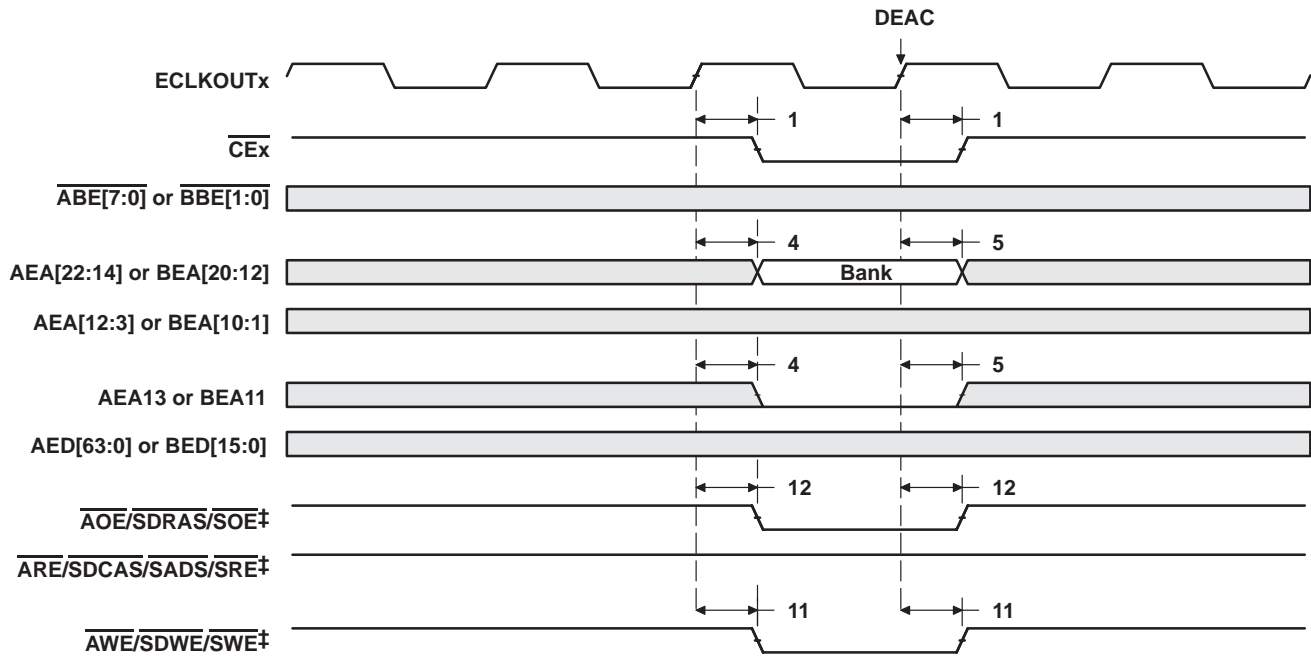 DEAC
ECLKOUTx
1 1
CEx
ABE[7:0] or BBE[1:0]
4 5
AEA[22:14] or BEA[20:12] Bank
AEA[12:3] or BEA[10:1]
4 5
AEA13 or BEA11
AED[63:0] or BED[15:0]
12 12
AOE/SDRAS/SOE‡
ARE/SDCAS/SADS/SRE‡
11 11
AWE/SDWE/SWE‡